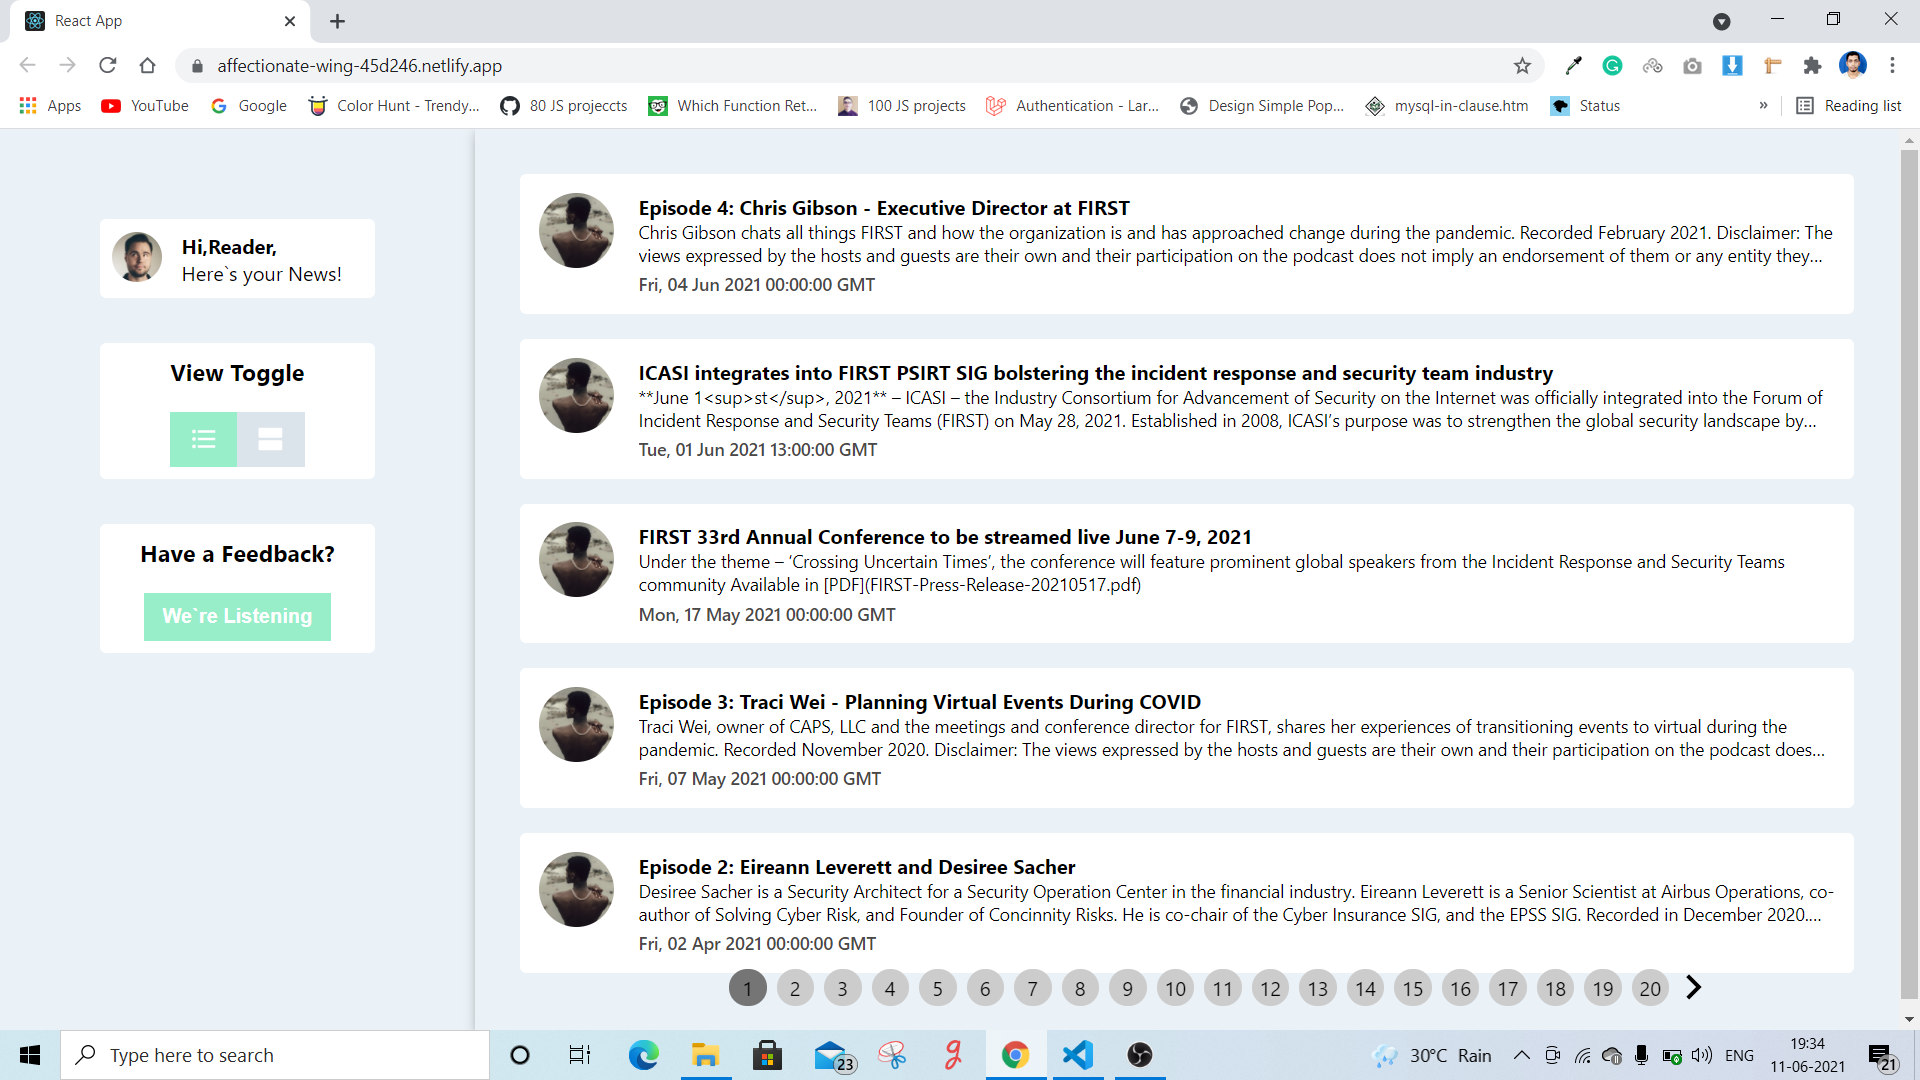 React App
affectionate-wing-45d246.netlify.app
Apps YouTube Google Color Hunt - Trendy... 80 JS projeccts Which Function Ret... 100 JS projects Authentication - Lar... Design Simple Pop... mysql-in-clause.htm Status » Reading list
Hi,Reader,
Here`s your News!
View Toggle
Have a Feedback?
We`re Listening
Episode 4: Chris Gibson - Executive Director at FIRST
Chris Gibson chats all things FIRST and how the organization is and has approached change during the pandemic. Recorded February 2021. Disclaimer: The
views expressed by the hosts and guests are their own and their participation on the podcast does not imply an endorsement of them or any entity they...
Fri, 04 Jun 2021 00:00:00 GMT
ICASI integrates into FIRST PSIRT SIG bolstering the incident response and security team industry
**June 1<sup>st</sup>, 2021** – ICASI – the Industry Consortium for Advancement of Security on the Internet was officially integrated into the Forum of
Incident Response and Security Teams (FIRST) on May 28, 2021. Established in 2008, ICASI’s purpose was to strengthen the global security landscape by...
Tue, 01 Jun 2021 13:00:00 GMT
FIRST 33rd Annual Conference to be streamed live June 7-9, 2021
Under the theme – ‘Crossing Uncertain Times’, the conference will feature prominent global speakers from the Incident Response and Security Teams
community Available in [PDF](FIRST-Press-Release-20210517.pdf)
Mon, 17 May 2021 00:00:00 GMT
Episode 3: Traci Wei - Planning Virtual Events During COVID
Traci Wei, owner of CAPS, LLC and the meetings and conference director for FIRST, shares her experiences of transitioning events to virtual during the
pandemic. Recorded November 2020. Disclaimer: The views expressed by the hosts and guests are their own and their participation on the podcast does...
Fri, 07 May 2021 00:00:00 GMT
Episode 2: Eireann Leverett and Desiree Sacher
Desiree Sacher is a Security Architect for a Security Operation Center in the financial industry. Eireann Leverett is a Senior Scientist at Airbus Operations, co-
author of Solving Cyber Risk, and Founder of Concinnity Risks. He is co-chair of the Cyber Insurance SIG, and the EPSS SIG. Recorded in December 2020....
Fri, 02 Apr 2021 00:00:00 GMT
1 2 3 4 5 6 7 8 9 10 11 12 13 14 15 16 17 18 19 20
Type here to search
23
30°C Rain
ENG
19:34
11-06-2021
21